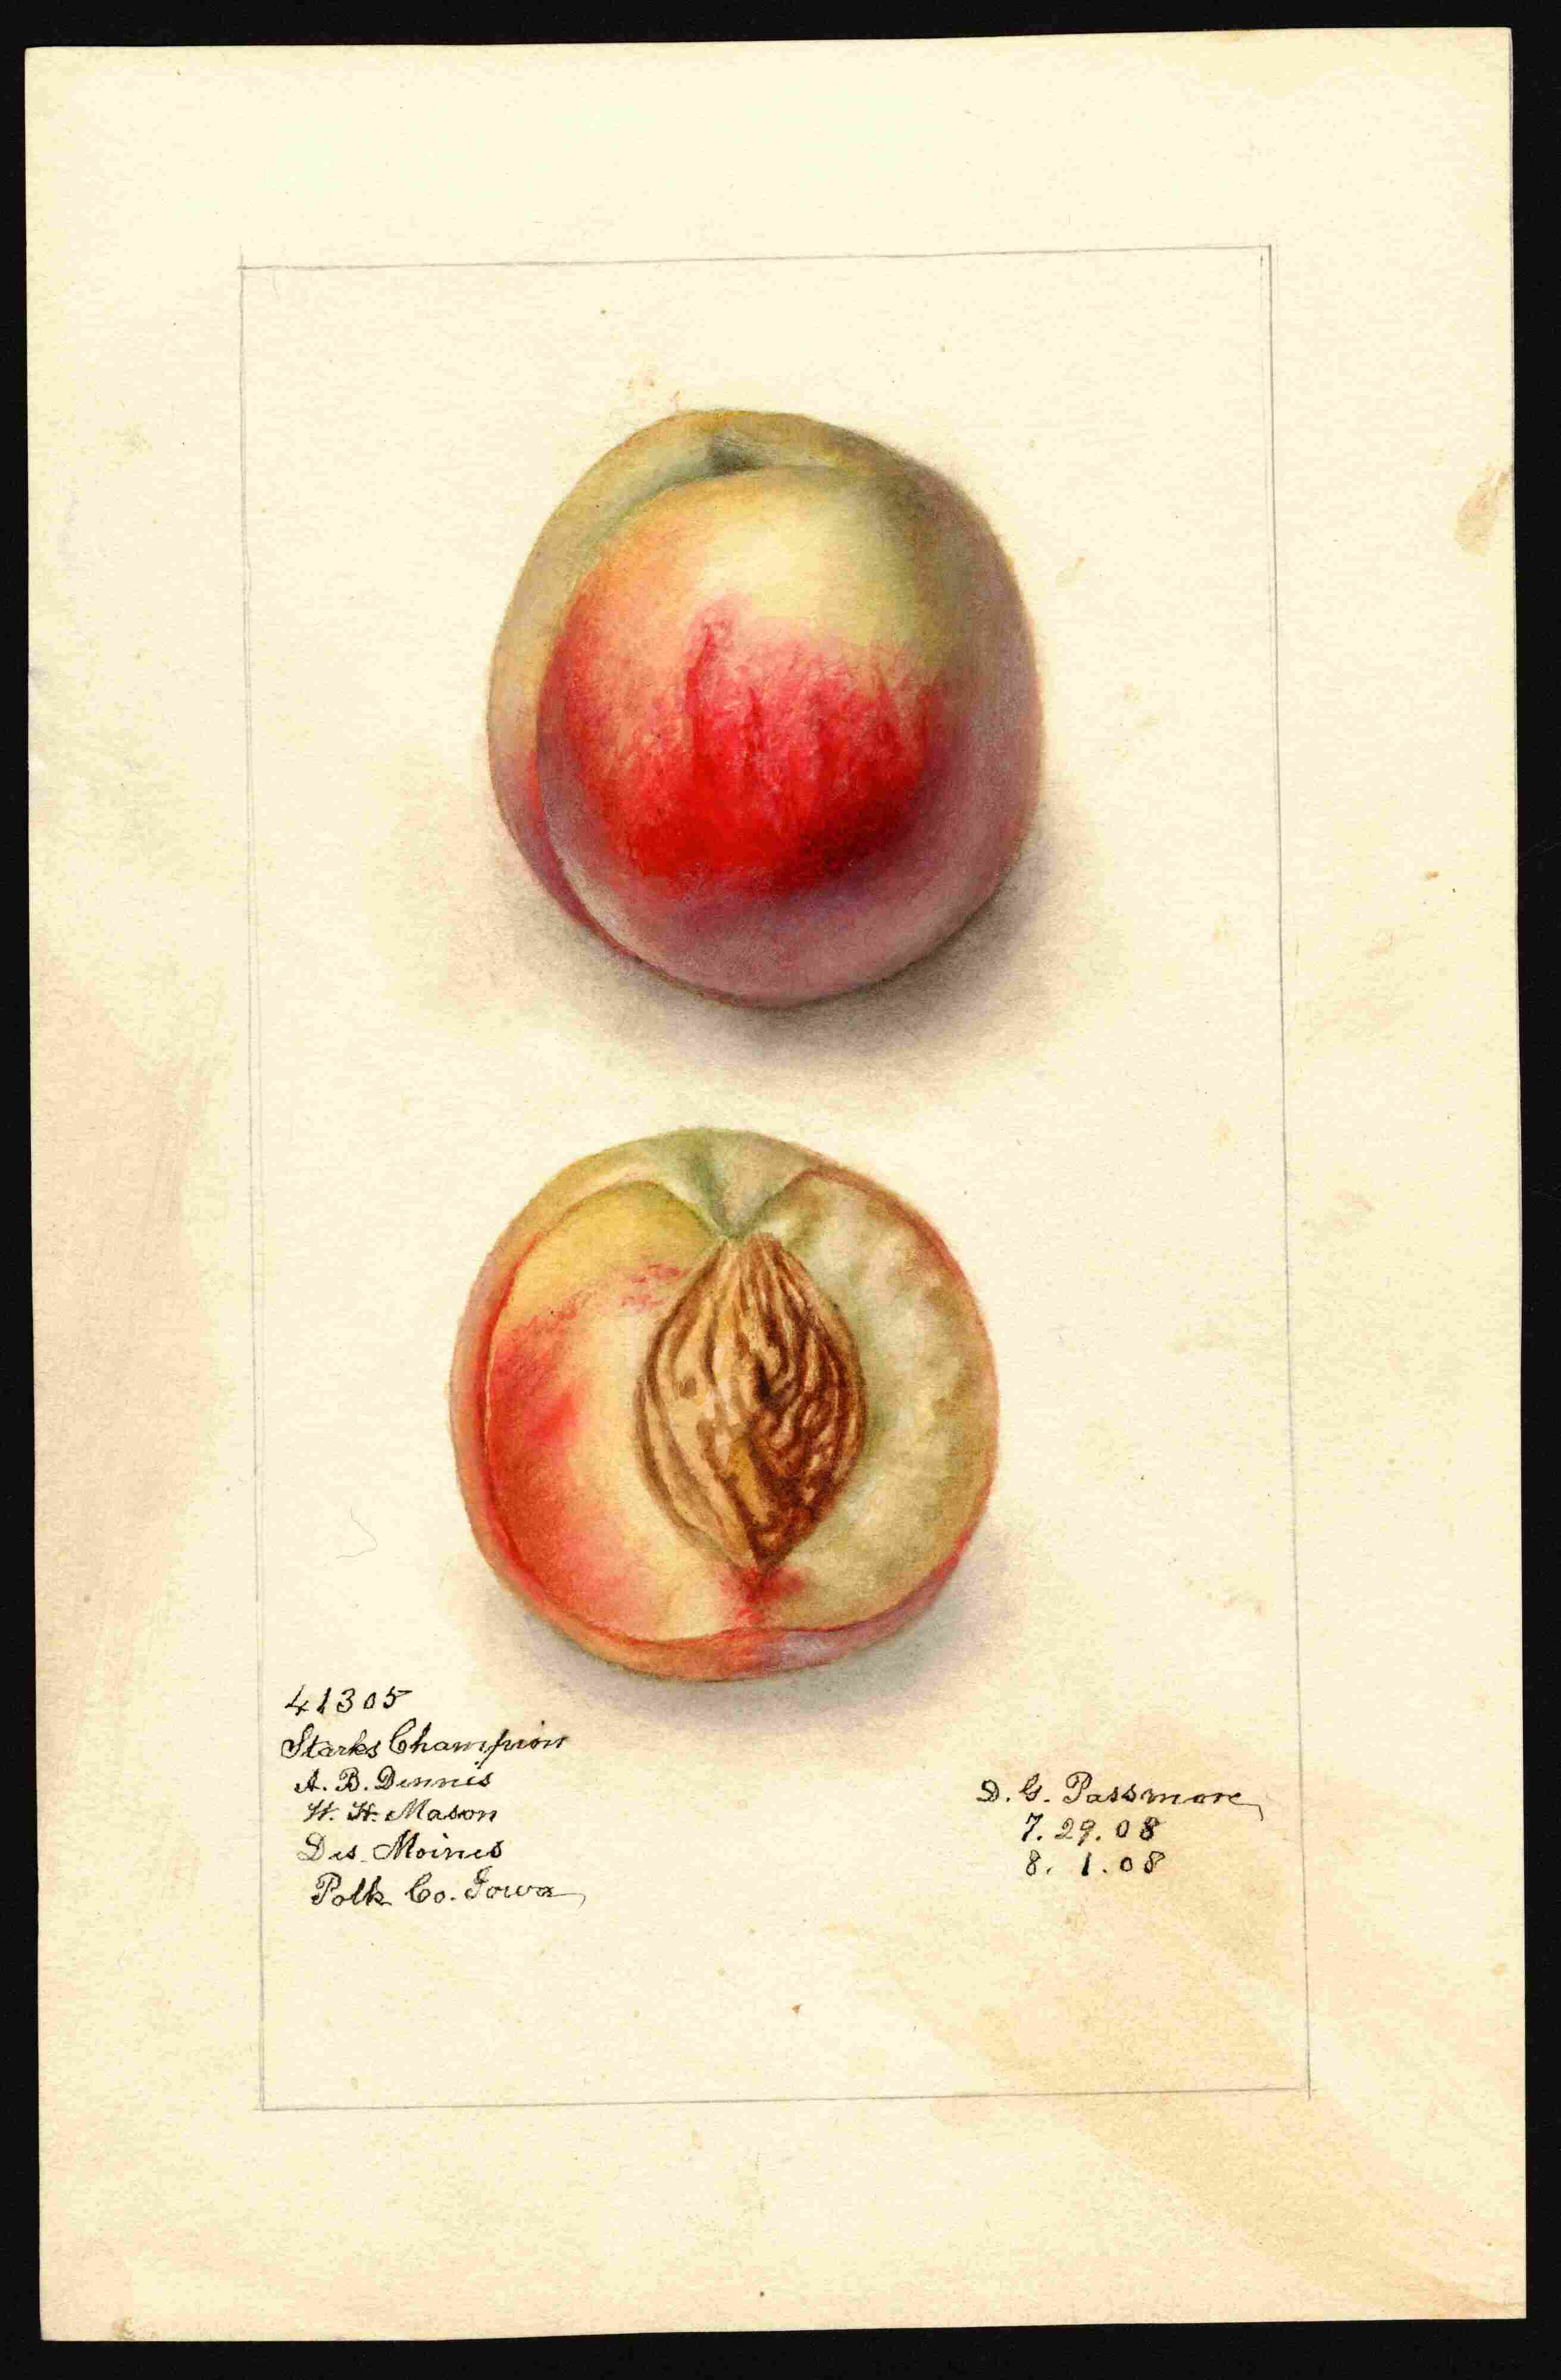 41305
Starks Champion
A. B. Dennis
W. H. Mason
Des Moines
Polk Co. Iowa
D. G. Passmore
7. 29. 08
8. 1. 08